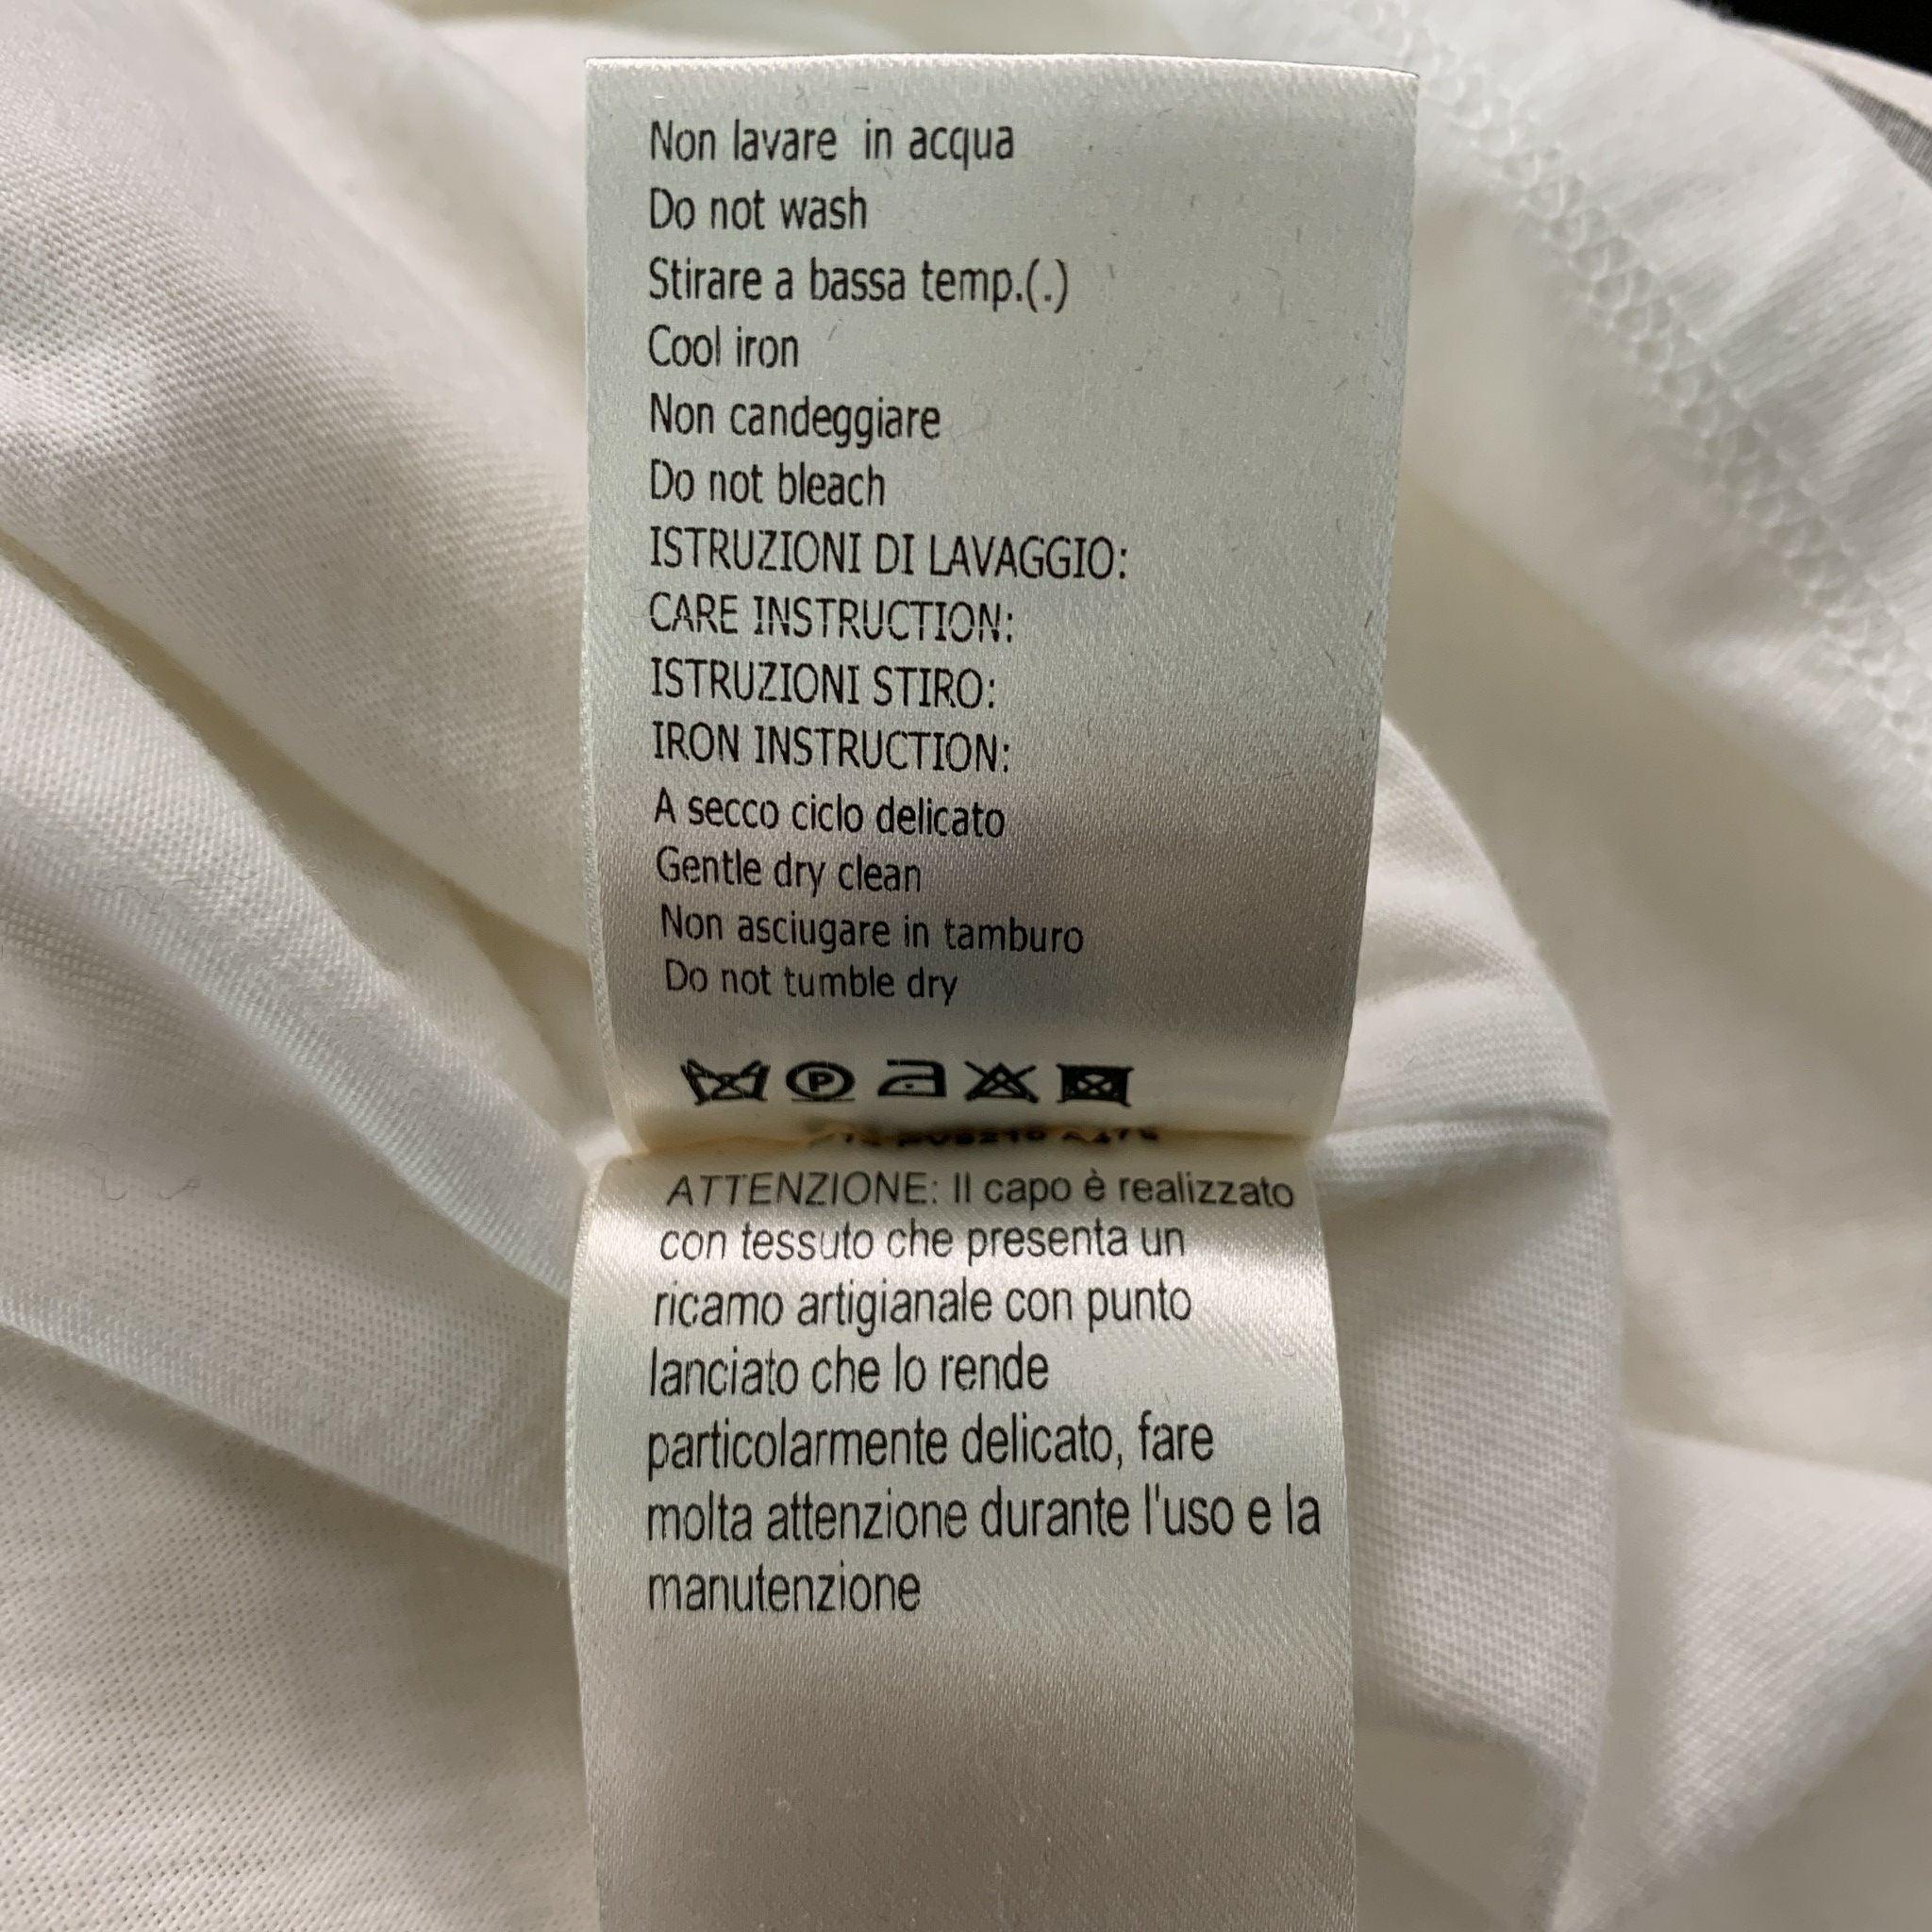 Non lavare in acqua
Do not wash
Stirare a bassa temp.(.)
Cool iron
Non candeggiare
Do not bleach
ISTRUZIONI DI LAVAGGIO:
CARE INSTRUCTION:
ISTRUZIONI STIRO:
IRON INSTRUCTION:
A secco ciclo delicato
Gentle dry clean
Non asciugare in tamburo
Do not tumble dry
P
ATTENZIONE: Il capo è realizzato
con tessuto che presenta un
ricamo artigianale con punto
lanciato che lo rende
particolarmente delicato, fare
molta attenzione durante l'uso e la
manutenzione